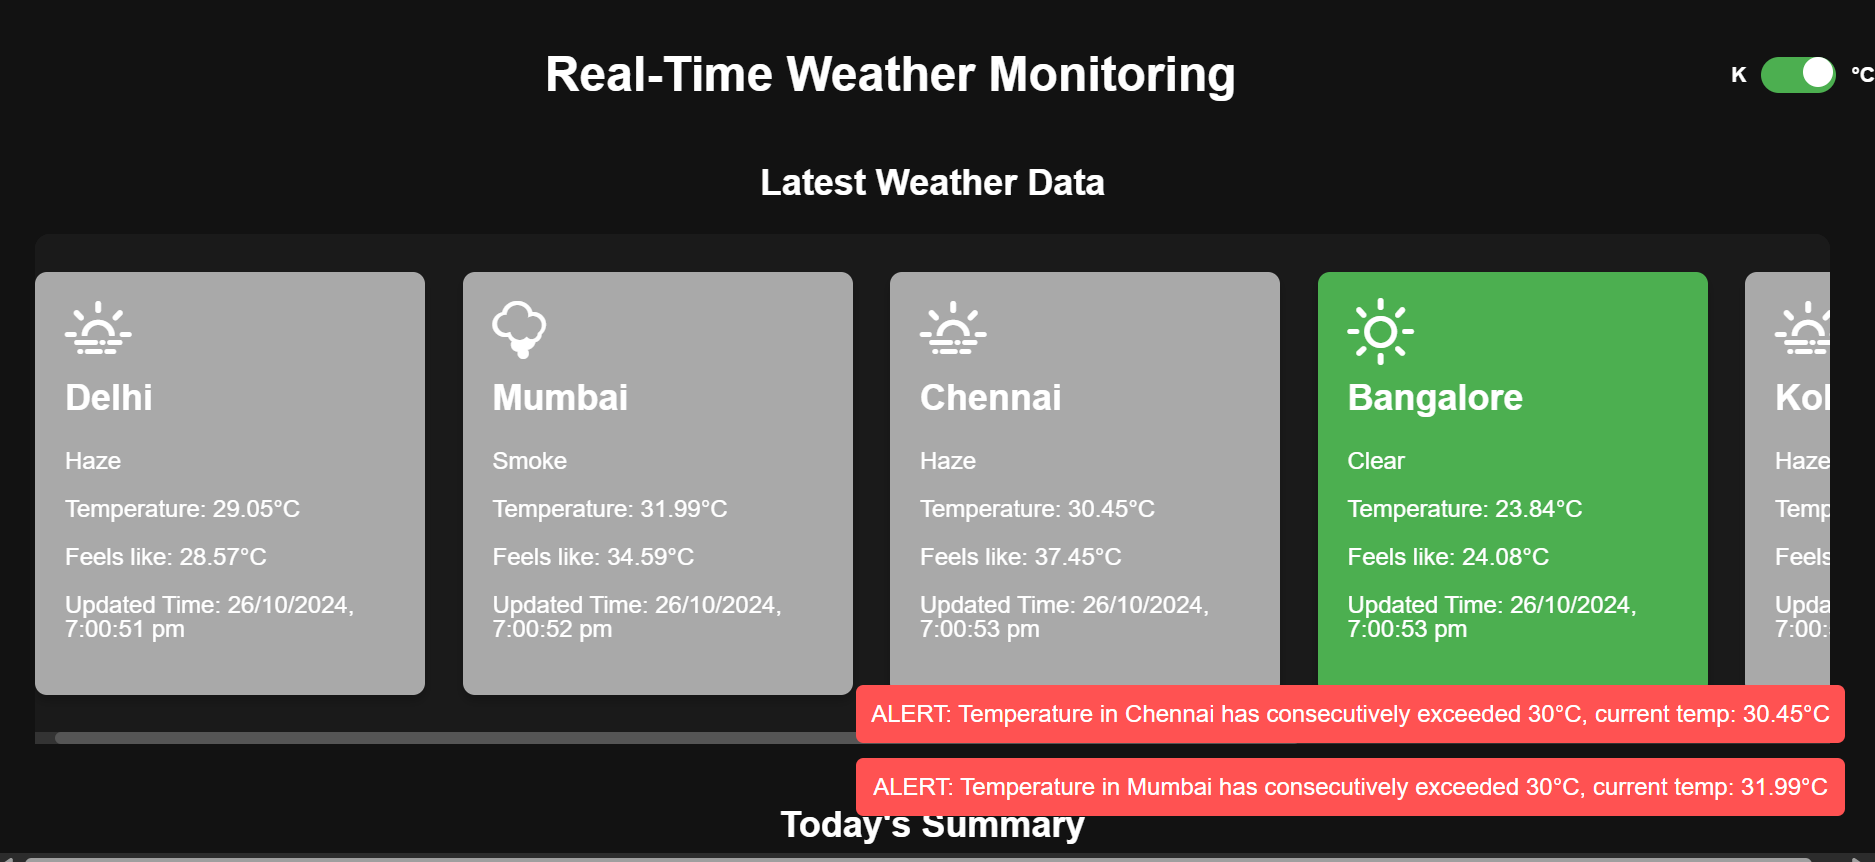 Real-Time Weather Monitoring
K
°C
Latest Weather Data
Delhi
Haze
Temperature: 29.05°C
Feels like: 28.57°C
Updated Time: 26/10/2024,
7:00:51 pm
Mumbai
Smoke
Temperature: 31.99°C
Feels like: 34.59°C
Updated Time: 26/10/2024,
7:00:52 pm
Chennai
Haze
Temperature: 30.45°C
Feels like: 37.45°C
Updated Time: 26/10/2024,
7:00:53 pm
Bangalore
Clear
Temperature: 23.84°C
Feels like: 24.08°C
Updated Time: 26/10/2024,
7:00:53 pm
Kol
Haze
Temp
Feels
Upda
7:00:
ALERT: Temperature in Chennai has consecutively exceeded 30°C, current temp: 30.45°C
ALERT: Temperature in Mumbai has consecutively exceeded 30°C, current temp: 31.99°C
Today's Summary